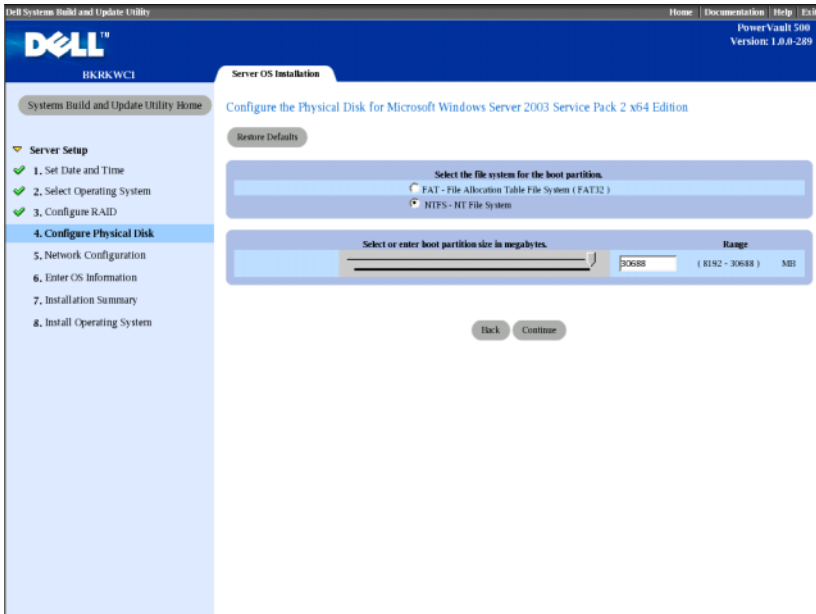 Dell Systems Build and Update Utility
Home Documentation Help Exi
DELL™
PowerVault 500
Version: 1.0.0-289
BKRKWC1
Server OS Installation
Systems Build and Update Utility Home
Server Setup
1. Set Date and Time
2. Select Operating System
3. Configure RAID
4. Configure Physical Disk
5. Network Configuration
6. Enter OS Information
7. Installation Summary
8. Install Operating System
Configure the Physical Disk for Microsoft Windows Server 2003 Service Pack 2 x64 Edition
Restore Defaults
Select the file system for the boot partition.
FAT - File Allocation Table File System ( FAT32 )
NTFS - NT File System
Select or enter boot partition size in megabytes.
Range
30688
( 8192 - 30688 )
MB
Back
Continue